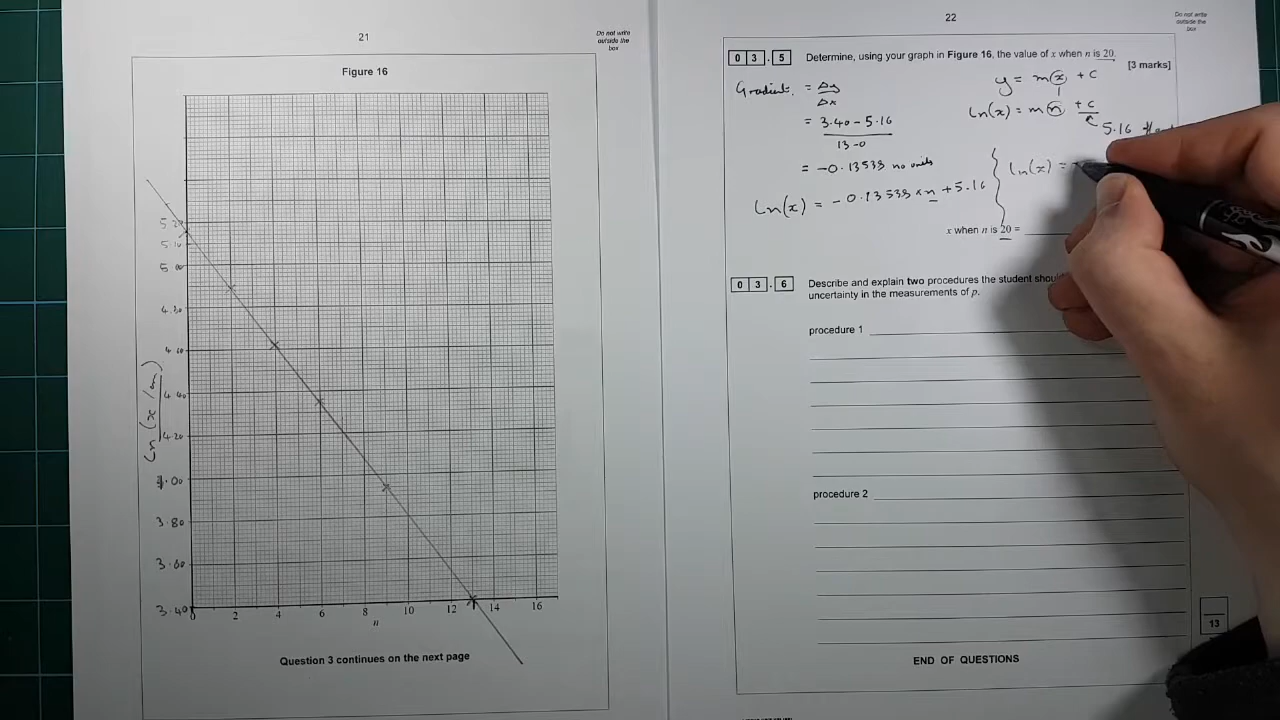 21
Do not write
outside the
box
Figure 16
5.20
5.10
5.00
4.80
4.60
4.40
4.20
4.00
3.80
3.60
3.40
Ln (x / cm)
0 2 4 6 8 10 12 14 16
n
Question 3 continues on the next page
22
Do not write
outside the
box
0 3 . 5 Determine, using your graph in Figure 16, the value of x when n is 20.
[3 marks]
Gradient = Δy
Δx
= 3.40 - 5.16
13-0
= -0.13538 no units
Ln(x) = -0.13538 × n + 5.16
y = m x + c
Ln(x) = m n + c
5.16
Ln(x) = -
x when n is 20 =
0 3 . 6 Describe and explain two procedures the student
uncertainty in the measurements of p.
procedure 1
procedure 2
13
END OF QUESTIONS